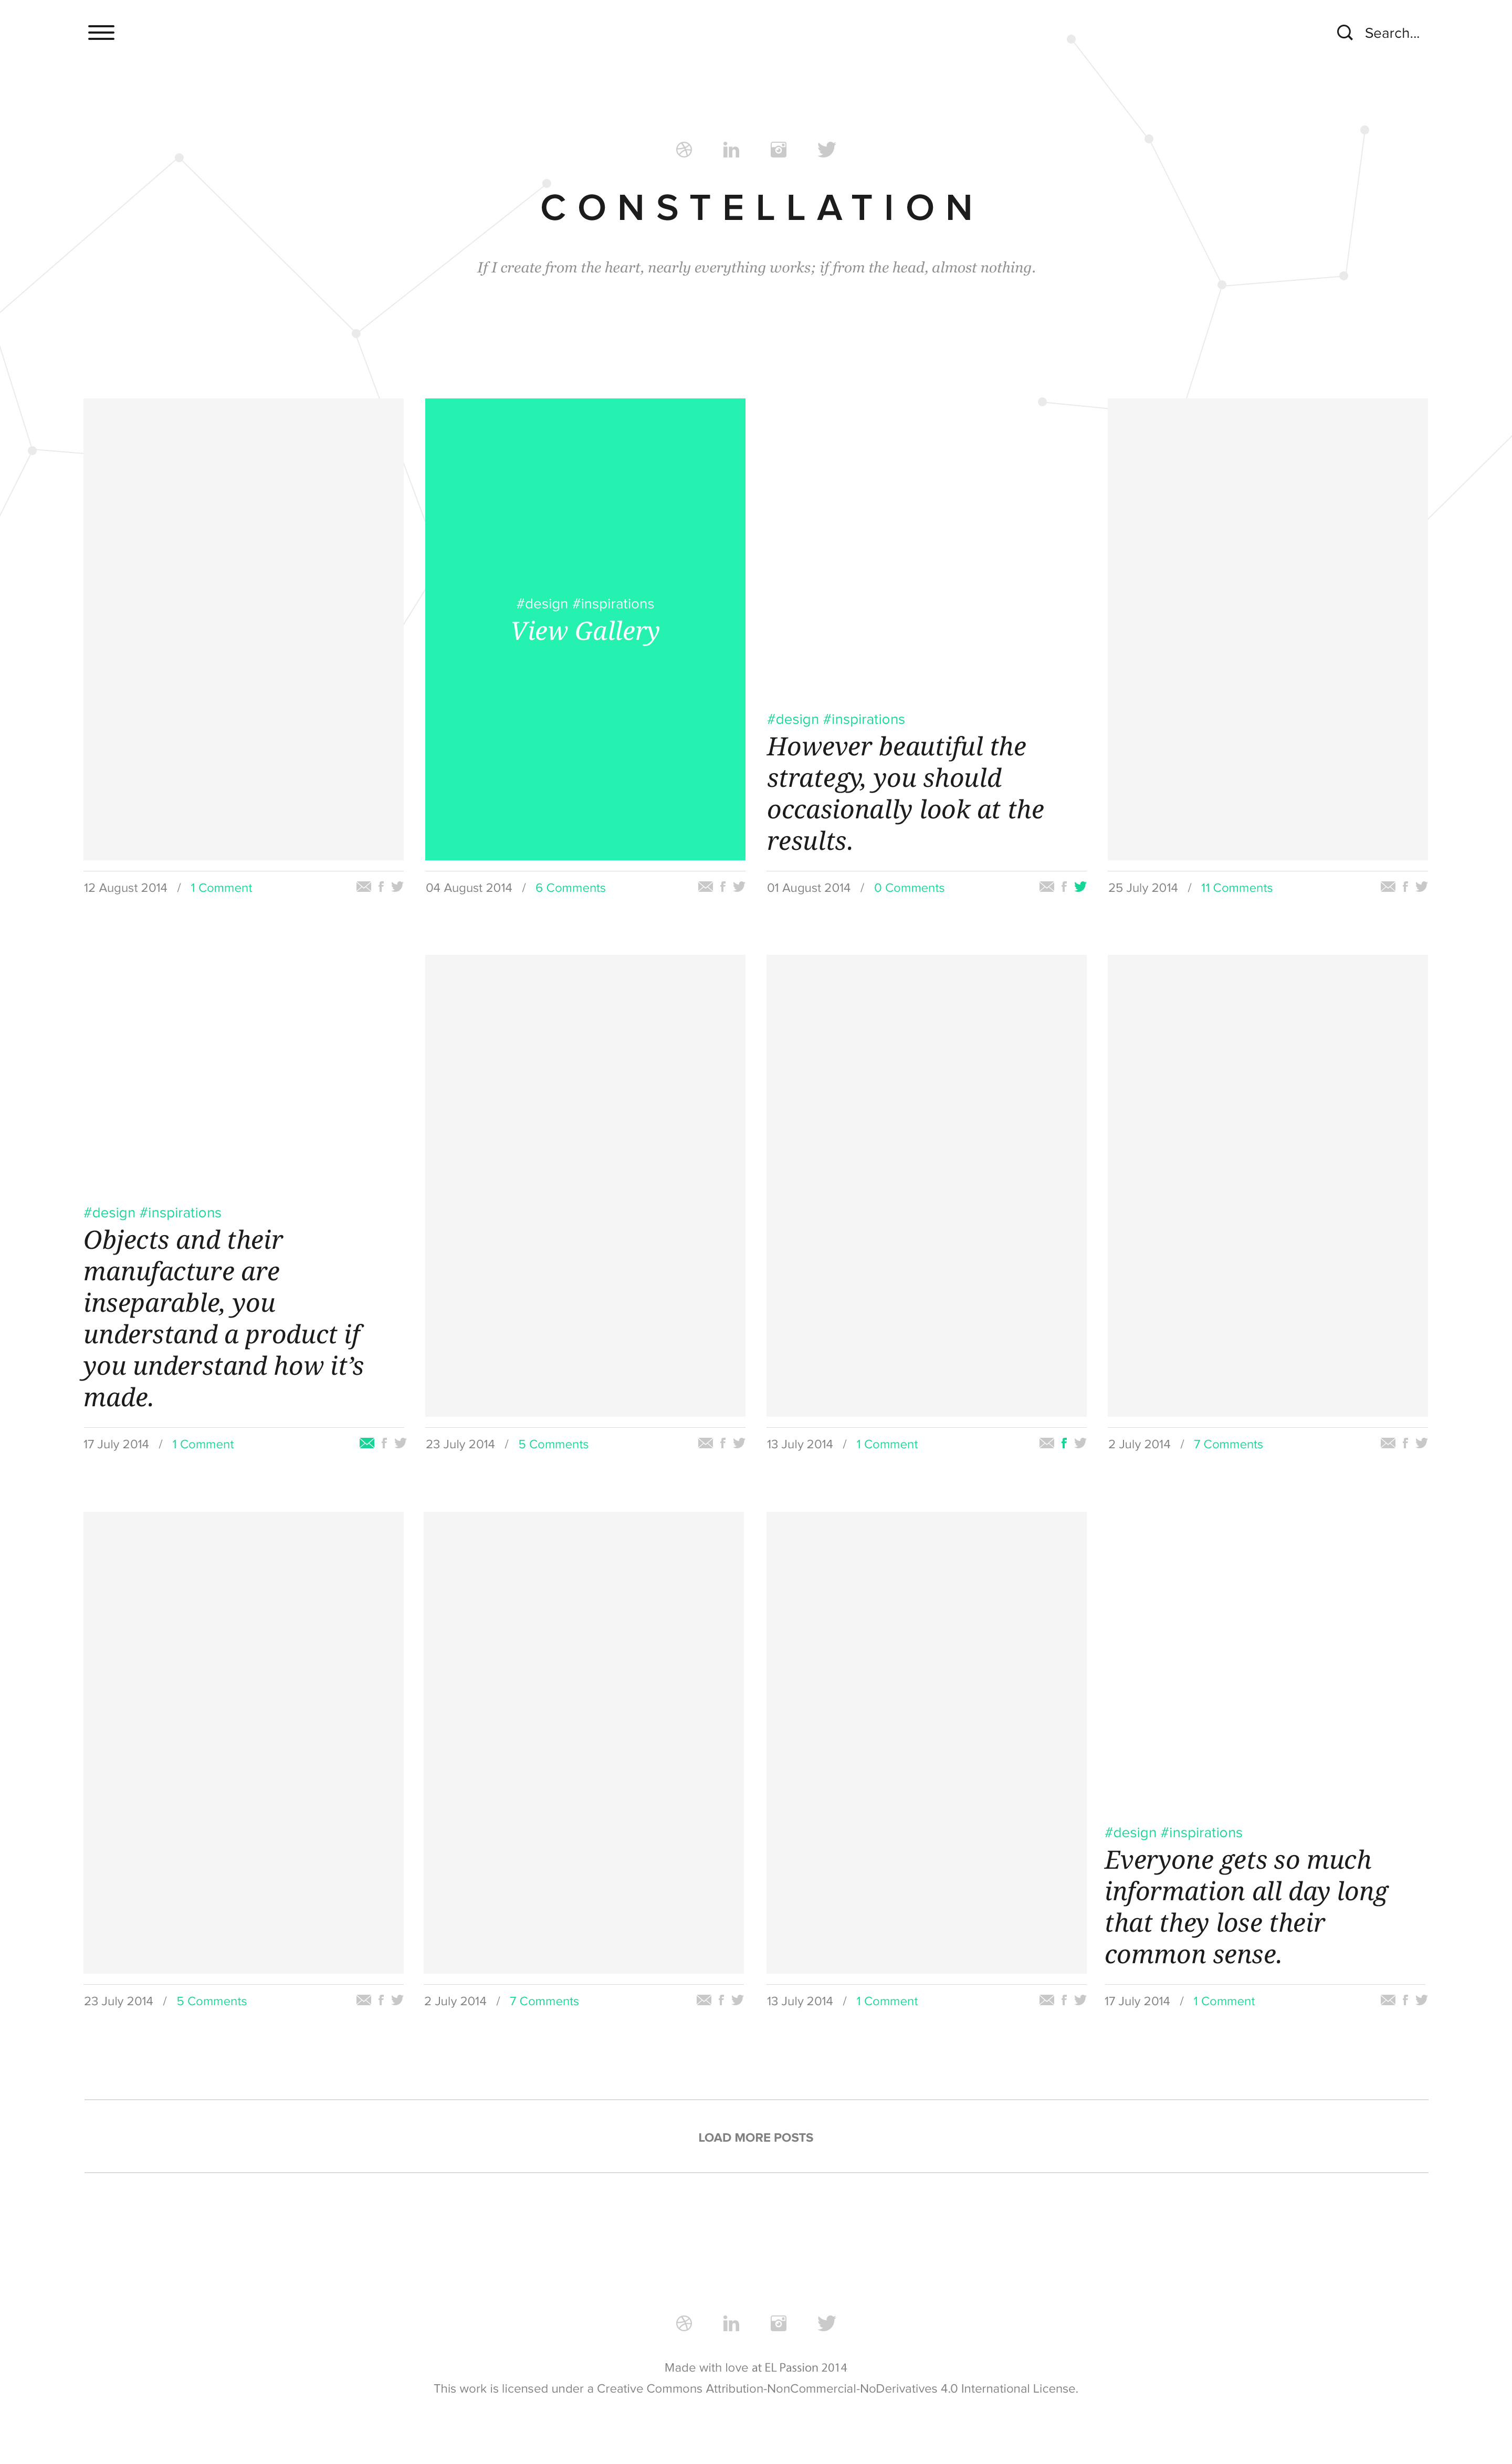 Search...
CONSTELLATION
If I create from the heart, nearly everything works; if from the head, almost nothing.
#design #inspirations
View Gallery
#design #inspirations
However beautiful the
strategy, you should
occasionally look at the
results.
12 August 2014 / 1 Comment
04 August 2014 / 6 Comments
01 August 2014 / 0 Comments
25 July 2014 / 11 Comments
#design #inspirations
Objects and their
manufacture are
inseparable, you
understand a product if
you understand how it’s
made.
17 July 2014 / 1 Comment
23 July 2014 / 5 Comments
13 July 2014 / 1 Comment
2 July 2014 / 7 Comments
#design #inspirations
Everyone gets so much
information all day long
that they lose their
common sense.
23 July 2014 / 5 Comments
2 July 2014 / 7 Comments
13 July 2014 / 1 Comment
17 July 2014 / 1 Comment
LOAD MORE POSTS
Made with love at EL Passion 2014
This work is licensed under a Creative Commons Attribution-NonCommercial-NoDerivatives 4.0 International License.